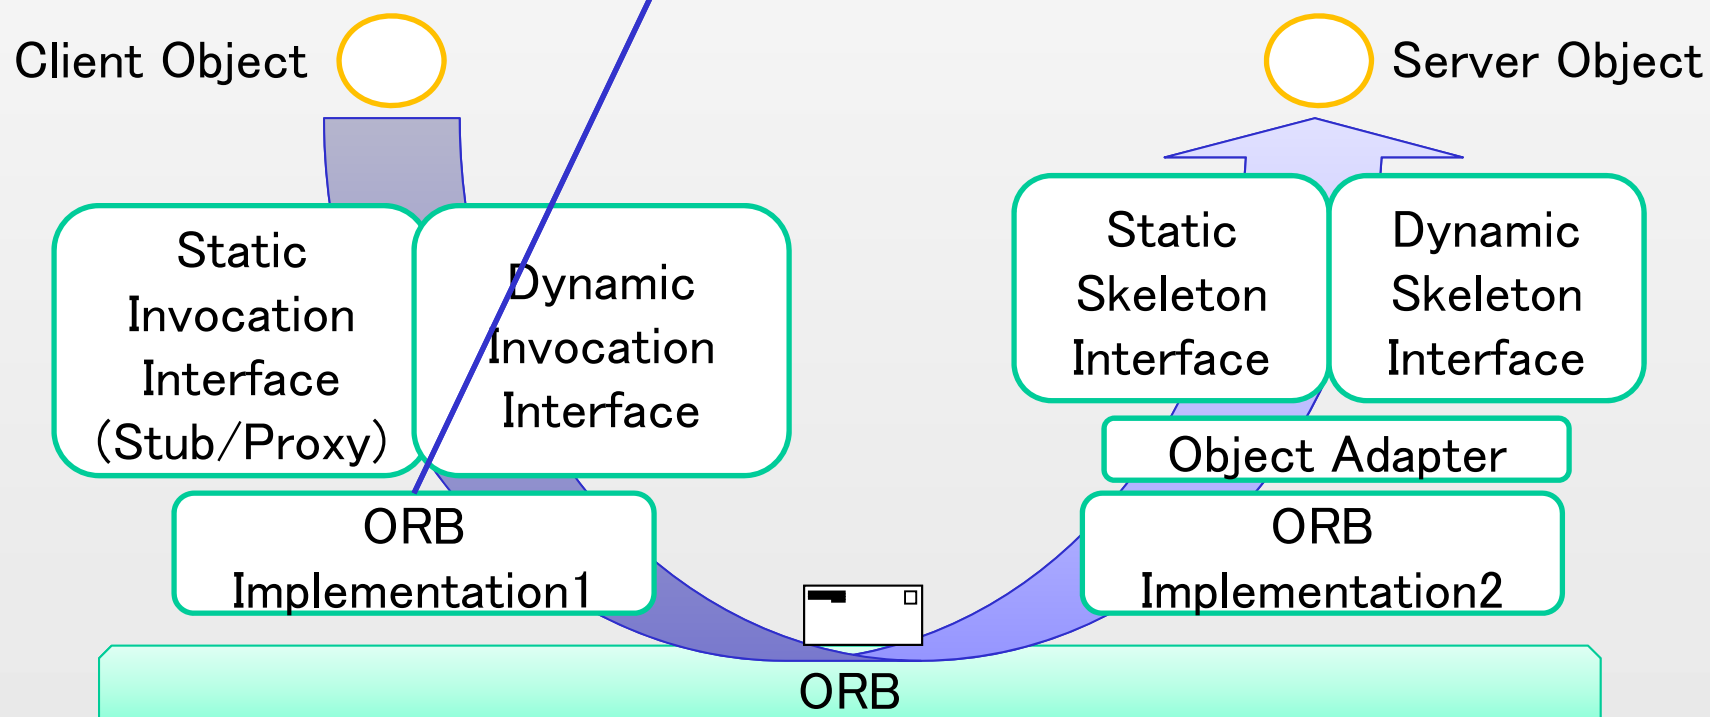 Client Object
Server Object
Static
Invocation
Interface
(Stub/Proxy)
Dynamic
Invocation
Interface
Static
Skeleton
Interface
Dynamic
Skeleton
Interface
Object Adapter
ORB
Implementation1
ORB
Implementation2
ORB